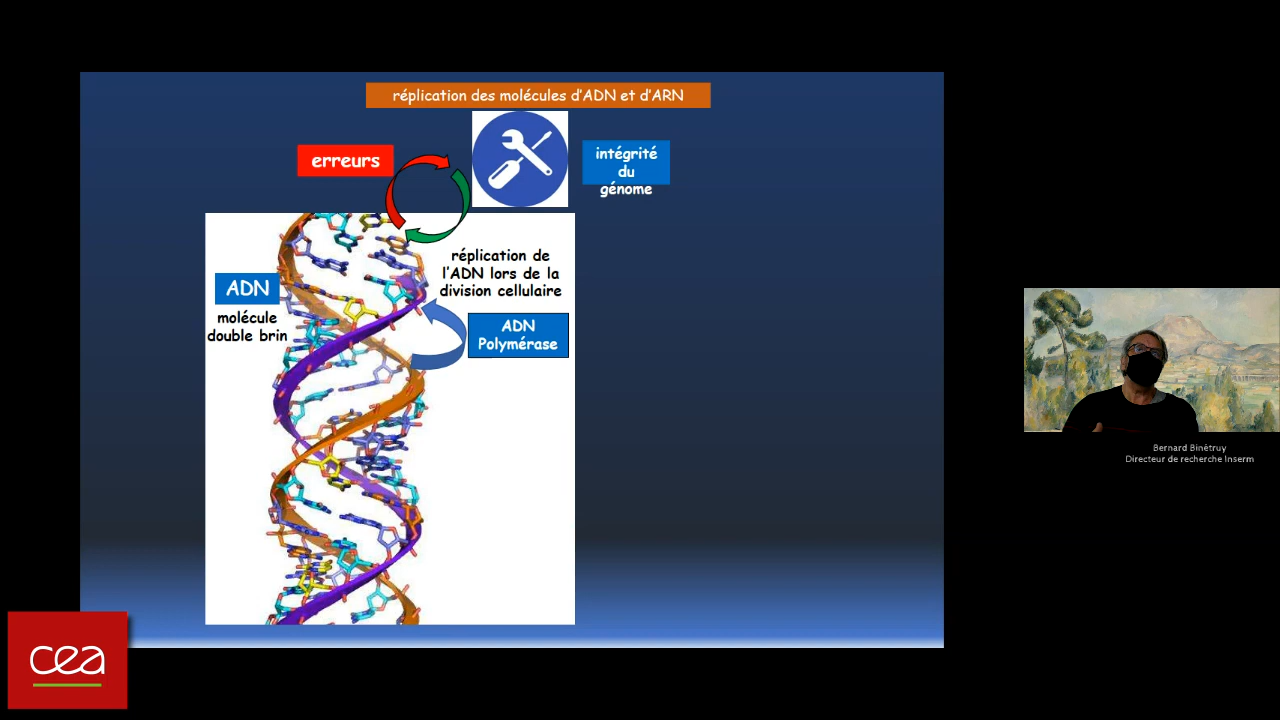 réplication des molécules d'ADN et d'ARN
erreurs
intégrité
du
génome
réplication de
l'ADN lors de la
division cellulaire
ADN
molécule
double brin
ADN
Polymérase
Bernard Binétruy
Directeur de recherche Inserm
cea